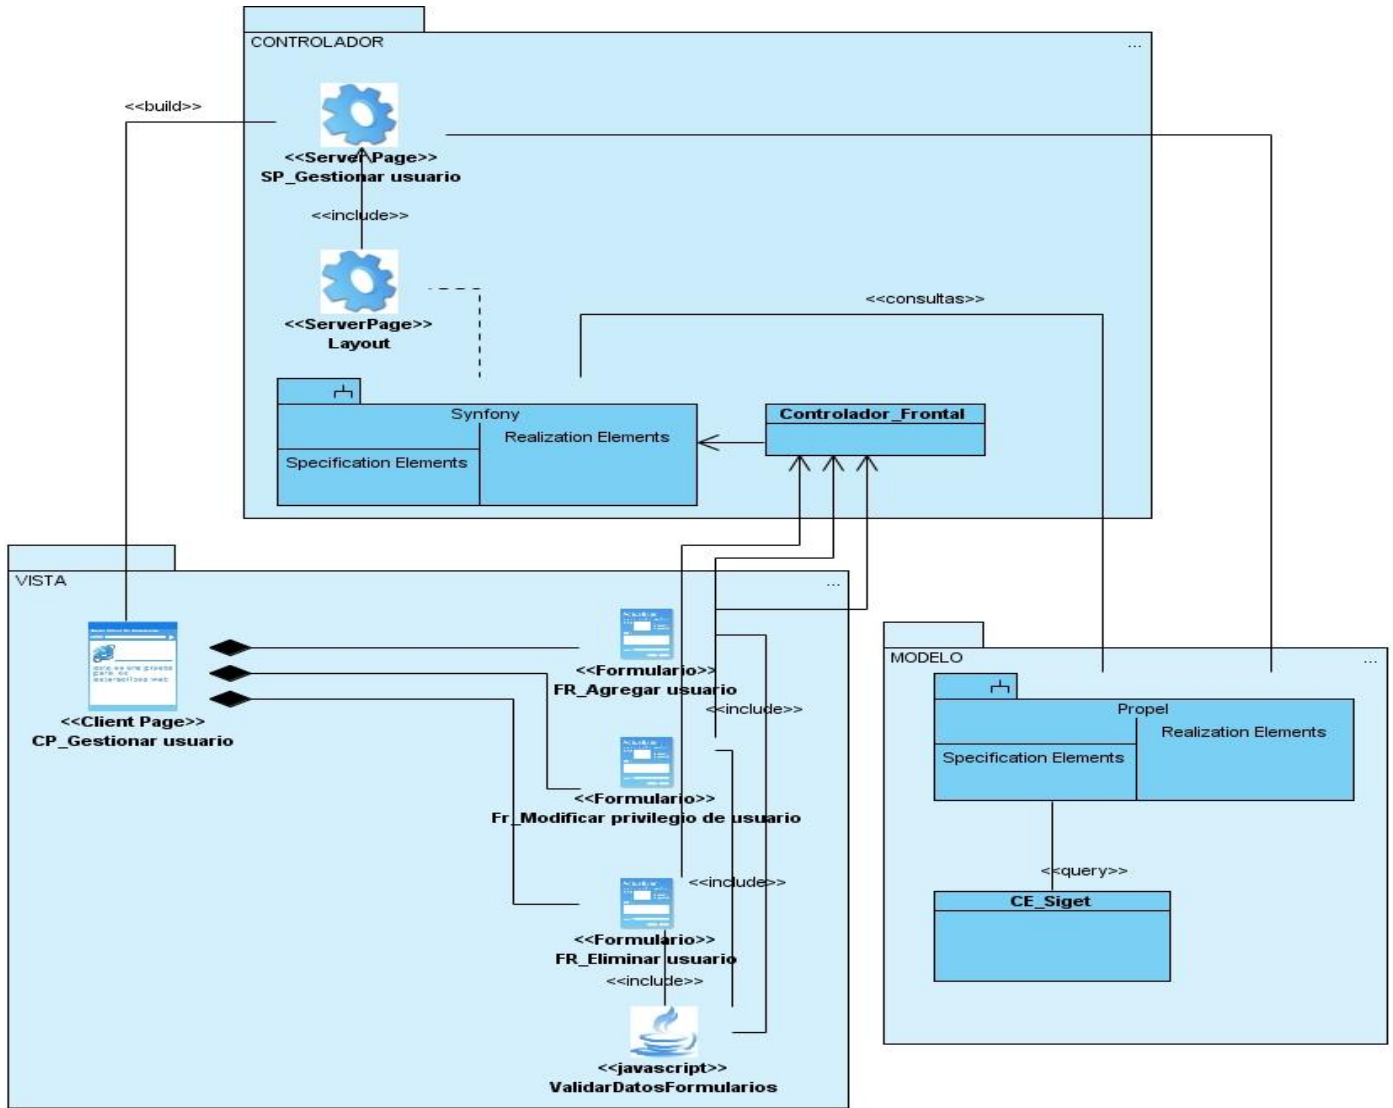 CONTROLADOR
...
<<build>>
<<Server Page>>
SP_Gestionar usuario
<<include>>
<<ServerPage>>
Layout
<<consultas>>
Synfony
Realization Elements
Specification Elements
Controlador_Frontal
VISTA
...
<<Client Page>>
CP_Gestionar usuario
<<Formulario>>
FR_Agregar usuario
<<include>>
<<Formulario>>
Fr_Modificar privilegio de usuario
<<include>>
<<Formulario>>
FR_Eliminar usuario
<<include>>
<<javascript>>
ValidarDatosFormularios
MODELO
...
Propel
Realization Elements
Specification Elements
<<query>>
CE_Siget